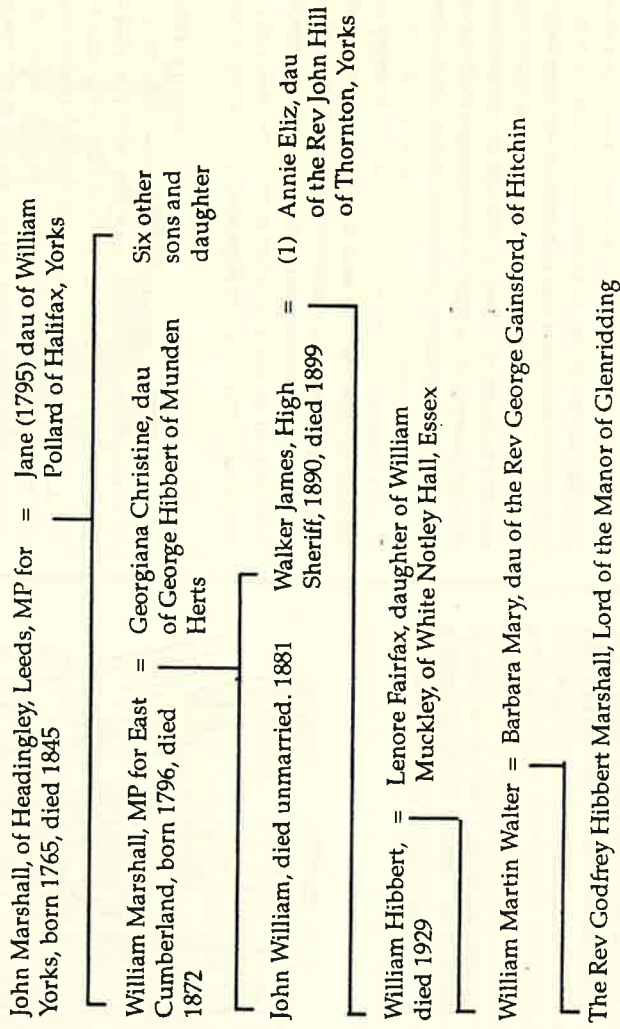 John Marshall, of Headingley, Leeds, MP for
Yorks, born 1765, died 1845
=
Jane (1795) dau of William
Pollard of Halifax, Yorks
William Marshall, MP for East
Cumberland, born 1796, died
1872
=
Georgiana Christine, dau
of George Hibbert of Munden
Herts
Six other
sons and
daughter
John William, died unmarried. 1881
Walker James, High
Sheriff, 1890, died 1899
=
(1) Annie Eliz, dau
of the Rev John Hill
of Thornton, Yorks
William Hibbert,
died 1929
=
Lenore Fairfax, daughter of William
Muckley, of White Notley Hall, Essex
William Martin Walter = Barbara Mary, dau of the Rev George Gainsford, of Hitchin
The Rev Godfrey Hibbert Marshall, Lord of the Manor of Glenridding